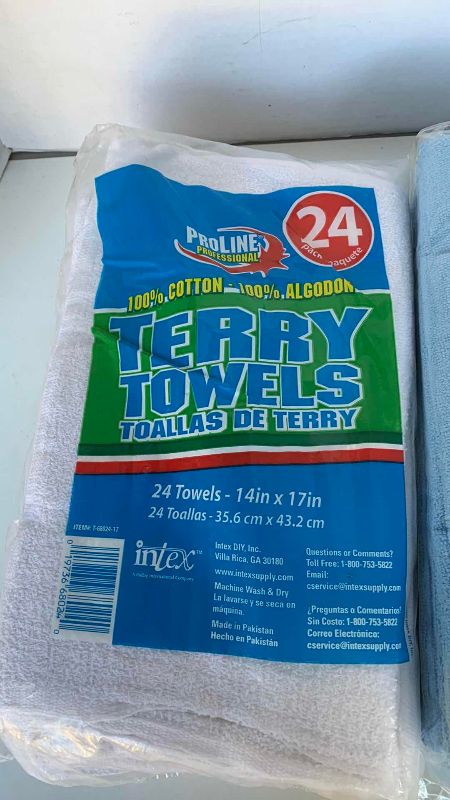 PROLINE
PROFESSIONAL
24
pack paquete
100% COTTON - 100% ALGODON
TERRY
TOWELS
TOALLAS DE TERRY
24 Towels - 14in x 17in
24 Toallas - 35.6 cm x 43.2 cm
ITEM#: T-68024-17
intex™
Intex DIY, Inc.
Villa Rica, GA 30180
www.intexsupply.com
Machine Wash & Dry
La lavarse y se seca en
máquina.
Made in Pakistan
Hecho en Pakistán
Questions or Comments?
Toll Free: 1-800-753-5822
Email:
cservice@intexsupply.com
¿Preguntas o Comentarios
Sin Costo: 1-800-753-5822
Correo Electrónico:
cservice@intexsupply.com